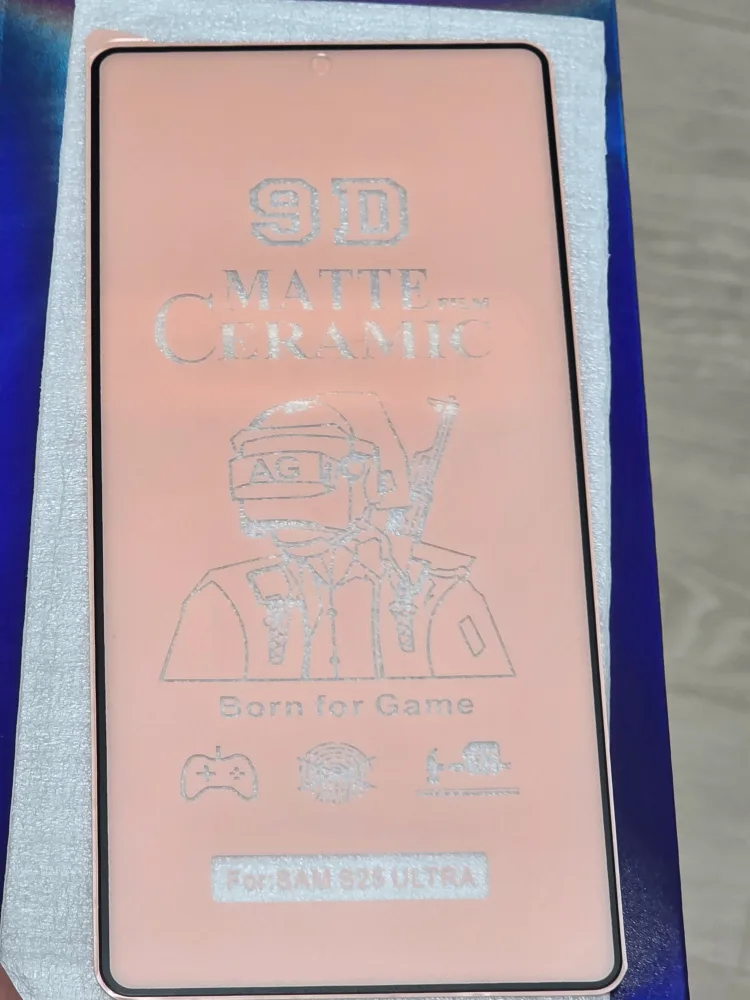 9D
MATTE FILM
CERAMIC
AG
Born for Game
For SAM S25 ULTRA